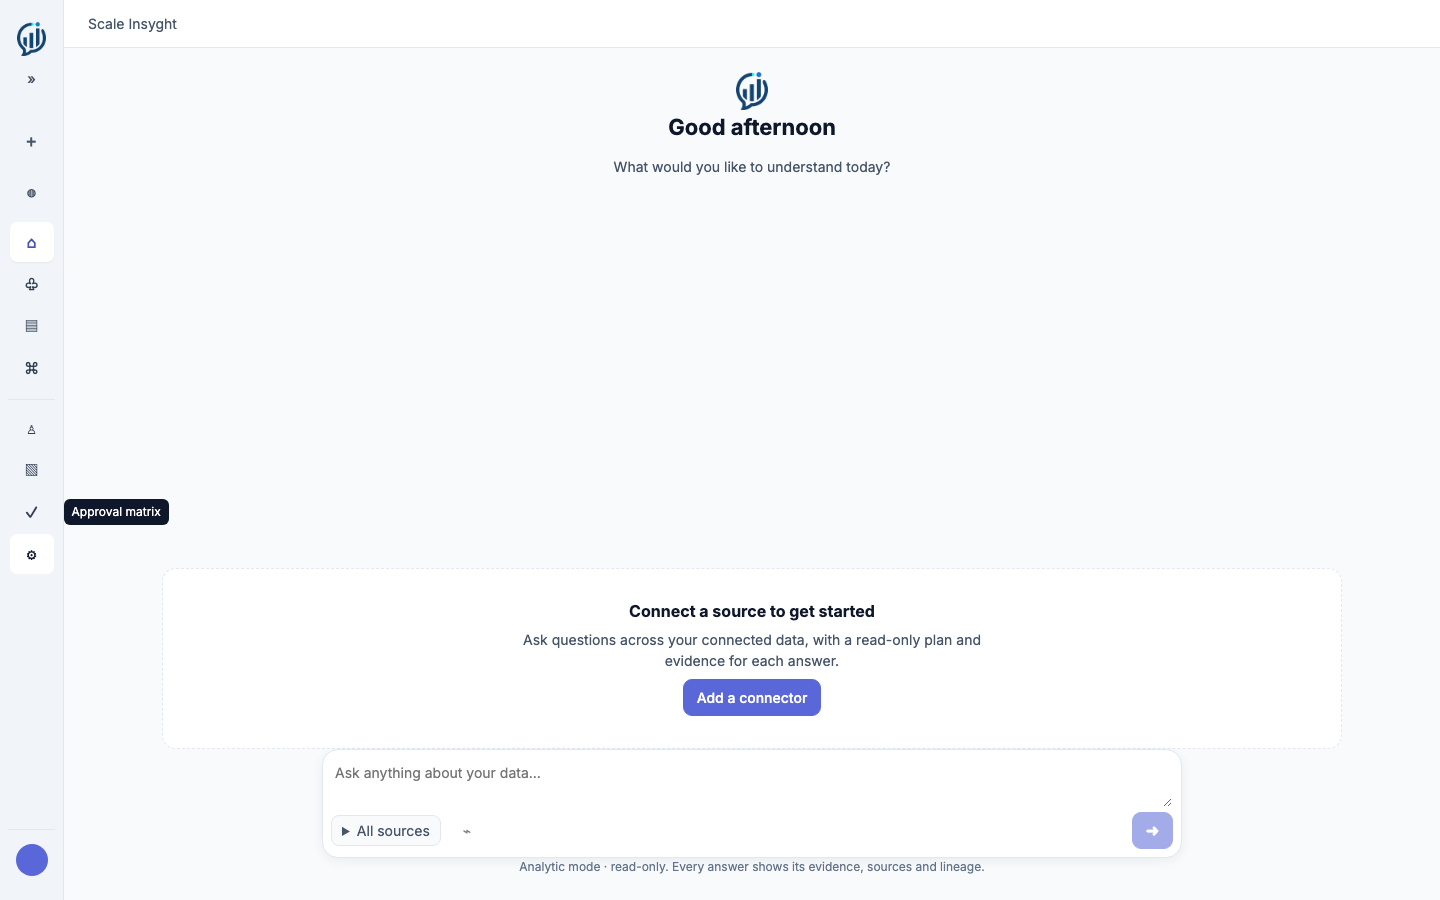 Scale Insyght
Good afternoon
What would you like to understand today?
Approval matrix
Connect a source to get started
Ask questions across your connected data, with a read-only plan and
evidence for each answer.
Add a connector
Ask anything about your data...
All sources
Analytic mode · read-only. Every answer shows its evidence, sources and lineage.